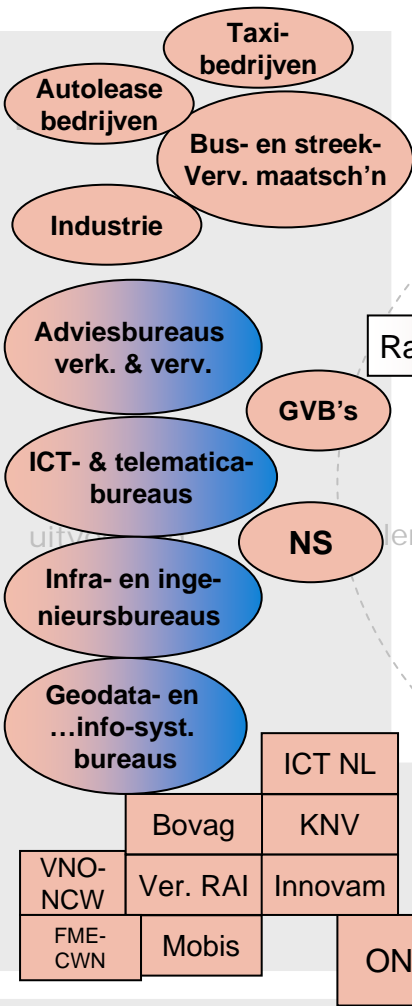 Taxi-
bedrijven
Autolease
bedrijven
Bus- en streek-
Verv. maatsch'n
Industrie
Adviesbureaus
verk. & verv.
Ra
GVB's
ICT- & telematica-
bureaus
NS
Infra- en inge-
nieursbureaus
Geodata- en
...info-syst.
bureaus
ICT NL
Bovag
KNV
VNO-
NCW
Ver. RAI
Innovam
FME-
CWN
Mobis
ON